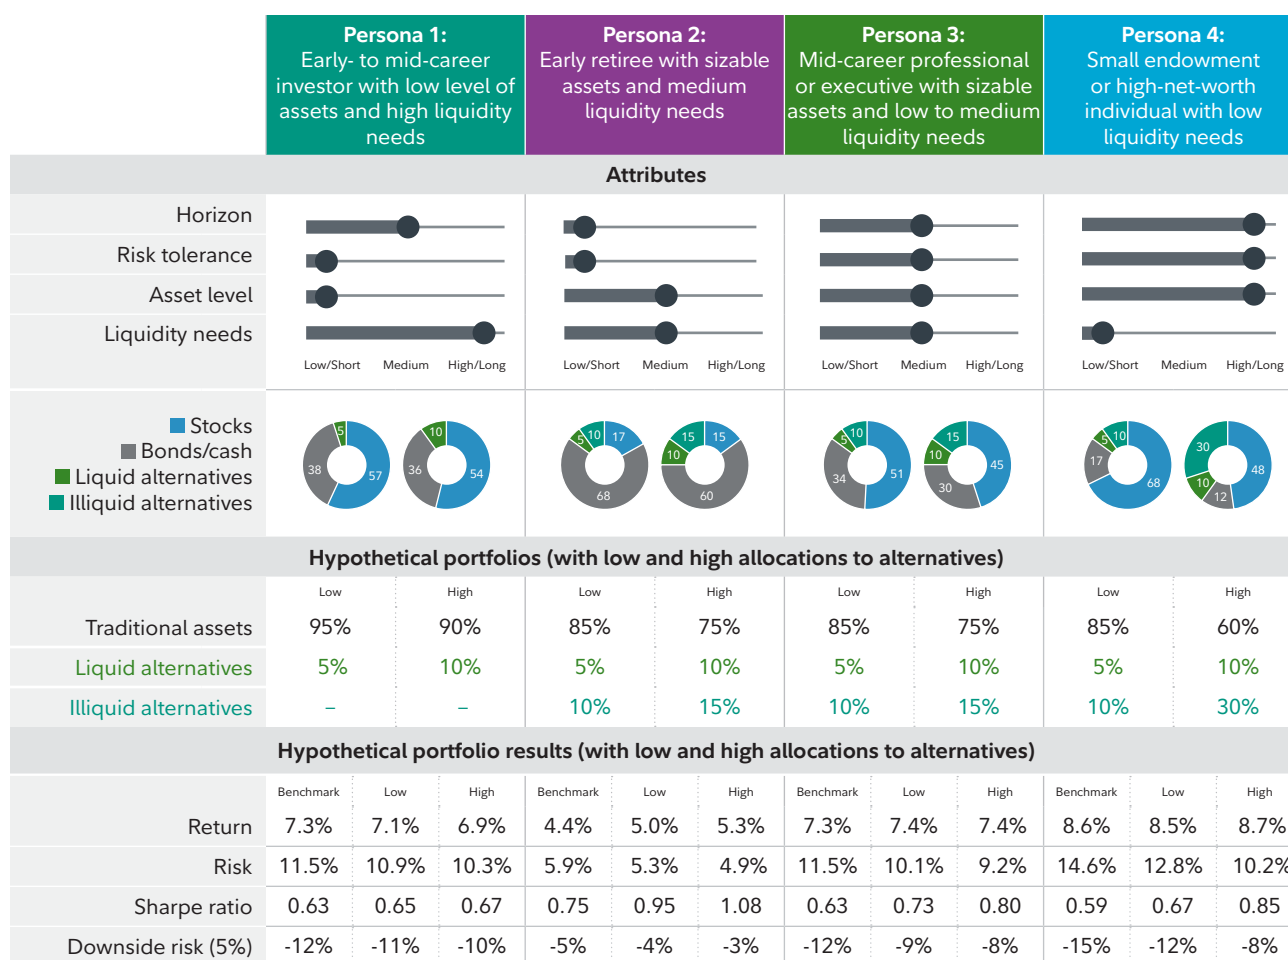 Persona 1:
Early- to mid-career
investor with low level of
assets and high liquidity
needs
Persona 2:
Early retiree with sizable
assets and medium
liquidity needs
Persona 3:
Mid-career professional
or executive with sizable
assets and low to medium
liquidity needs
Persona 4:
Small endowment
or high-net-worth
individual with low
liquidity needs
Attributes
Horizon
Risk tolerance
Asset level
Liquidity needs
Low/Short Medium High/Long
Low/Short Medium High/Long
Low/Short Medium High/Long
Low/Short Medium High/Long
Stocks
Bonds/cash
Liquid alternatives
Illiquid alternatives
5 38 57
10 36 54
5 10 17 68
15 15 10 60
5 10 34 51
15 10 30 45
5 10 17 68
30 10 12 48
Hypothetical portfolios (with low and high allocations to alternatives)
Low High Low High Low High Low High
Traditional assets 95% 90% 85% 75% 85% 75% 85% 60%
Liquid alternatives 5% 10% 5% 10% 5% 10% 5% 10%
Illiquid alternatives – – 10% 15% 10% 15% 10% 30%
Hypothetical portfolio results (with low and high allocations to alternatives)
Benchmark Low High Benchmark Low High Benchmark Low High Benchmark Low High
Return 7.3% 7.1% 6.9% 4.4% 5.0% 5.3% 7.3% 7.4% 7.4% 8.6% 8.5% 8.7%
Risk 11.5% 10.9% 10.3% 5.9% 5.3% 4.9% 11.5% 10.1% 9.2% 14.6% 12.8% 10.2%
Sharpe ratio 0.63 0.65 0.67 0.75 0.95 1.08 0.63 0.73 0.80 0.59 0.67 0.85
Downside risk (5%) -12% -11% -10% -5% -4% -3% -12% -9% -8% -15% -12% -8%